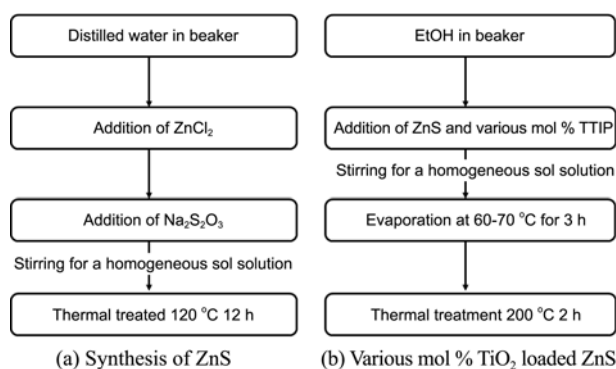 Distilled water in beaker
Addition of ZnCl₂
Addition of Na₂S₂O₃
Stirring for a homogeneous sol solution
Thermal treated 120 °C 12 h
(a) Synthesis of ZnS
EtOH in beaker
Addition of ZnS and various mol % TTIP
Stirring for a homogeneous sol solution
Evaporation at 60-70 °C for 3 h
Thermal treatment 200 °C 2 h
(b) Various mol % TiO₂ loaded ZnS